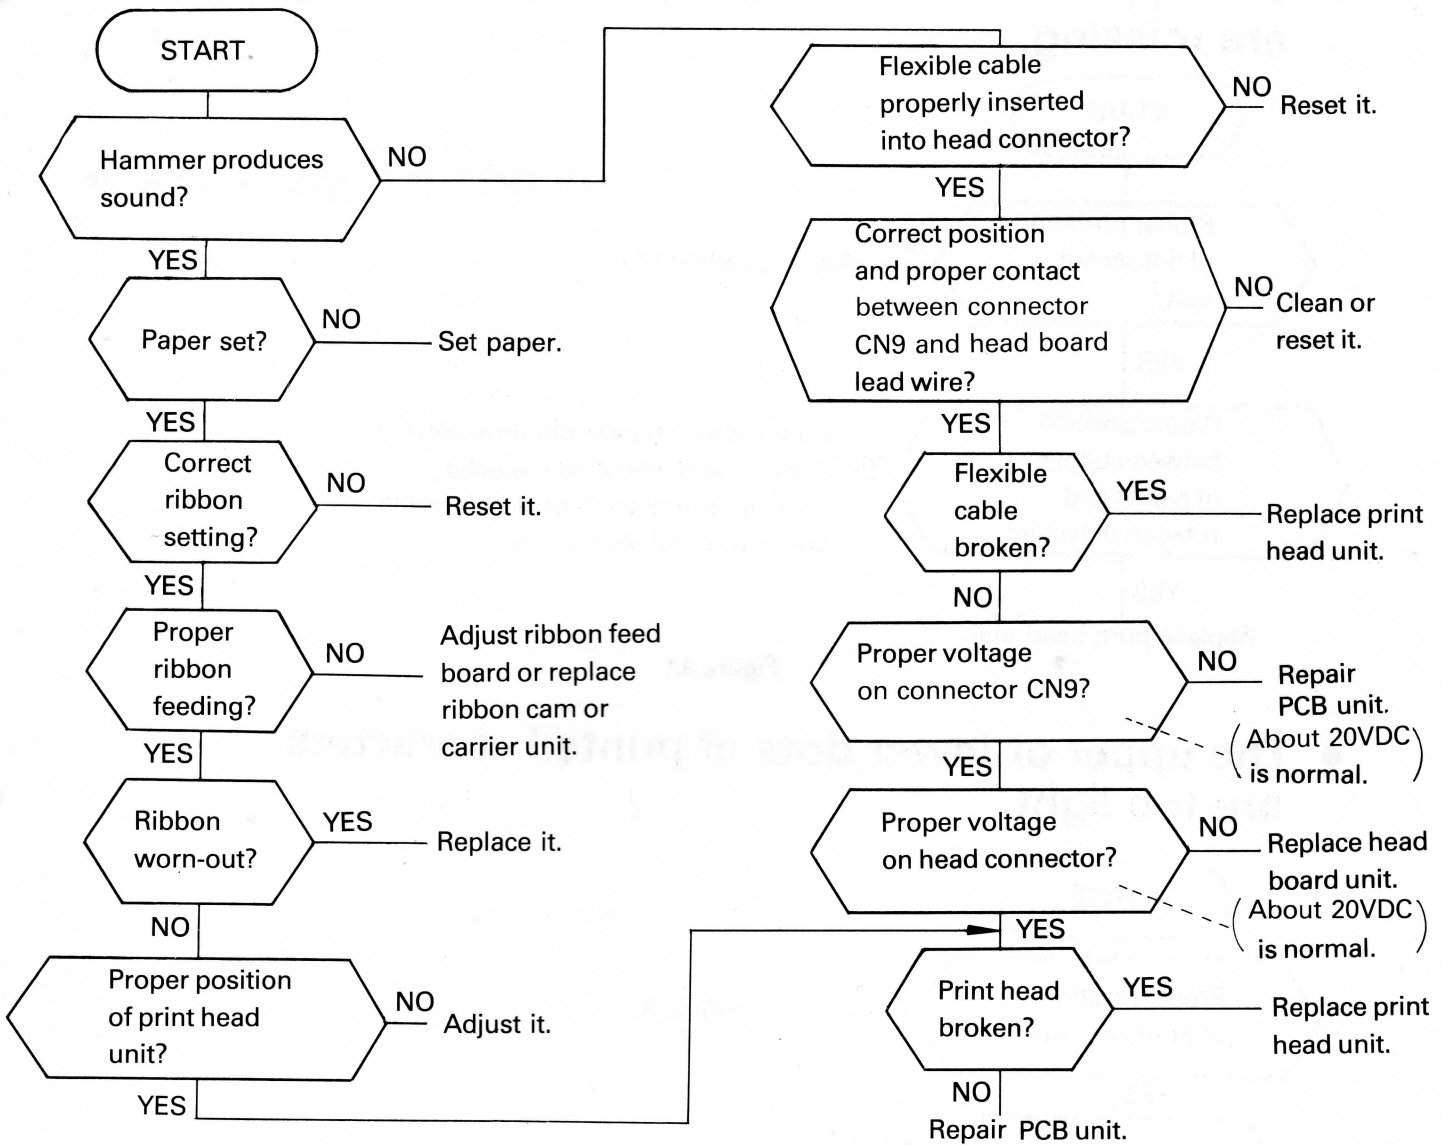 START
Hammer produces
sound?
NO
YES
Paper set?
NO
Set paper.
YES
Correct
ribbon
setting?
NO
Reset it.
YES
Proper
ribbon
feeding?
NO
Adjust ribbon feed
board or replace
ribbon cam or
carrier unit.
YES
Ribbon
worn-out?
YES
Replace it.
NO
Proper position
of print head
unit?
NO
Adjust it.
YES
Flexible cable
properly inserted
into head connector?
NO
Reset it.
YES
Correct position
and proper contact
between connector
CN9 and head board
lead wire?
NO
Clean or
reset it.
YES
Flexible
cable
broken?
YES
Replace print
head unit.
NO
Proper voltage
on connector CN9?
NO
Repair
PCB unit.
(About 20VDC
is normal.)
YES
Proper voltage
on head connector?
NO
Replace head
board unit.
(About 20VDC
is normal.)
YES
Print head
broken?
YES
Replace print
head unit.
NO
Repair PCB unit.